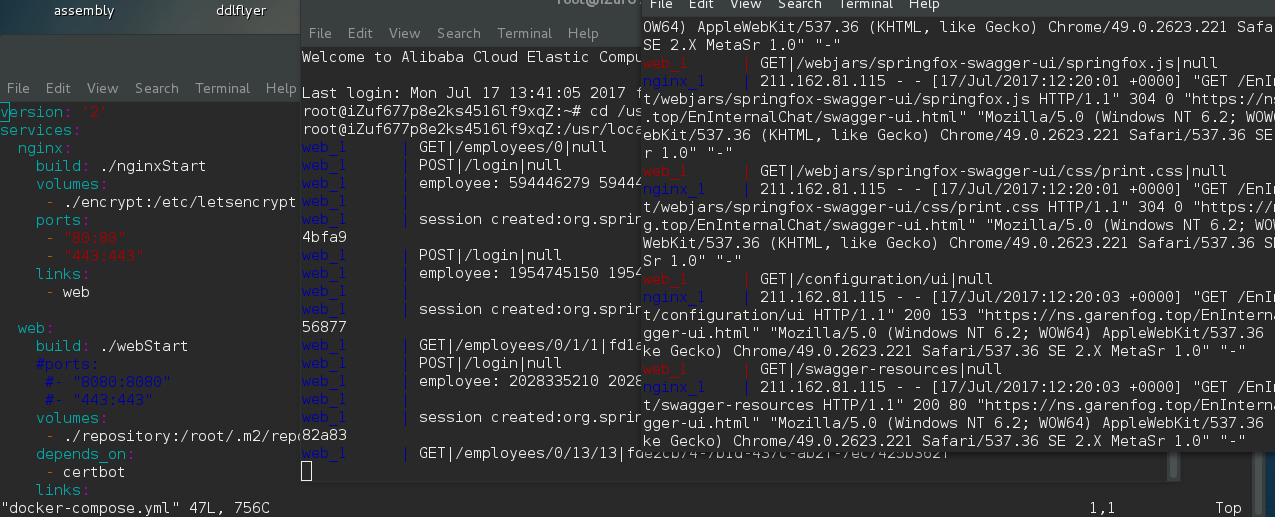 assembly
ddlflyer
File Edit View Search Terminal Help
version: '2'
services:
nginx:
build: ./nginxStart
volumes:
- ./encrypt:/etc/letsencrypt
ports:
- "80:83"
- "443:443"
links:
- web
web:
build: ./webStart
#ports:
#- "8080:8080"
#- "443:443"
volumes:
- ./repository:/root/.m2/repo
depends_on:
- certbot
links:
"docker-compose.yml" 47L, 756C
1,1
Top
File Edit View Search Terminal Help
Welcome to Alibaba Cloud Elastic Compu
Last login: Mon Jul 17 13:41:05 2017 f
root@iZuf677p8e2ks4516lf9xqZ:~# cd /us
root@iZuf677p8e2ks4516lf9xqZ:/usr/loca
web_1 | GET|/employees/0|null
web_1 | POST|/login|null
web_1 | employee: 594446279 59444
web_1 |
web_1 | session created:org.sprin
4bfa9
web_1 | POST|/login|null
web_1 | employee: 1954745150 1954
web_1 |
web_1 | session created:org.sprin
56877
web_1 | GET|/employees/0/1/1|fd1a
web_1 | POST|/login|null
web_1 | employee: 2028335210 2028
web_1 |
web_1 | session created:org.sprin
82a83
web_1 | GET|/employees/0/13/13|
File Edit View Search Terminal Help
OW64) AppleWebKit/537.36 (KHTML, like Gecko) Chrome/49.0.2623.221 Safa
SE 2.X MetaSr 1.0" "-"
web_1 | GET|/webjars/springfox-swagger-ui/springfox.js|null
nginx_1 | 211.162.81.115 - - [17/Jul/2017:12:20:01 +0000] "GET /EnI
t/webjars/springfox-swagger-ui/springfox.js HTTP/1.1" 304 0 "https://ns
.top/EnInternalChat/swagger-ui.html" "Mozilla/5.0 (Windows NT 6.2; WOW
ebKit/537.36 (KHTML, like Gecko) Chrome/49.0.2623.221 Safari/537.36 SE
r 1.0" "-"
web_1 | GET|/webjars/springfox-swagger-ui/css/print.css|null
nginx_1 | 211.162.81.115 - - [17/Jul/2017:12:20:01 +0000] "GET /EnI
t/webjars/springfox-swagger-ui/css/print.css HTTP/1.1" 304 0 "https://n
g.top/EnInternalChat/swagger-ui.html" "Mozilla/5.0 (Windows NT 6.2; WO
WebKit/537.36 (KHTML, like Gecko) Chrome/49.0.2623.221 Safari/537.36 S
Sr 1.0" "-"
web_1 | GET|/configuration/ui|null
nginx_1 | 211.162.81.115 - - [17/Jul/2017:12:20:03 +0000] "GET /EnI
t/configuration/ui HTTP/1.1" 200 153 "https://ns.garenfog.top/EnIntern
gger-ui.html" "Mozilla/5.0 (Windows NT 6.2; WOW64) AppleWebKit/537.36
ke Gecko) Chrome/49.0.2623.221 Safari/537.36 SE 2.X MetaSr 1.0" "-"
web_1 | GET|/swagger-resources|null
nginx_1 | 211.162.81.115 - - [17/Jul/2017:12:20:03 +0000] "GET /EnI
t/swagger-resources HTTP/1.1" 200 80 "https://ns.garenfog.top/EnIntern
gger-ui.html" "Mozilla/5.0 (Windows NT 6.2; WOW64) AppleWebKit/537.36
ke Gecko) Chrome/49.0.2623.221 Safari/537.36 SE 2.X MetaSr 1.0" "-"